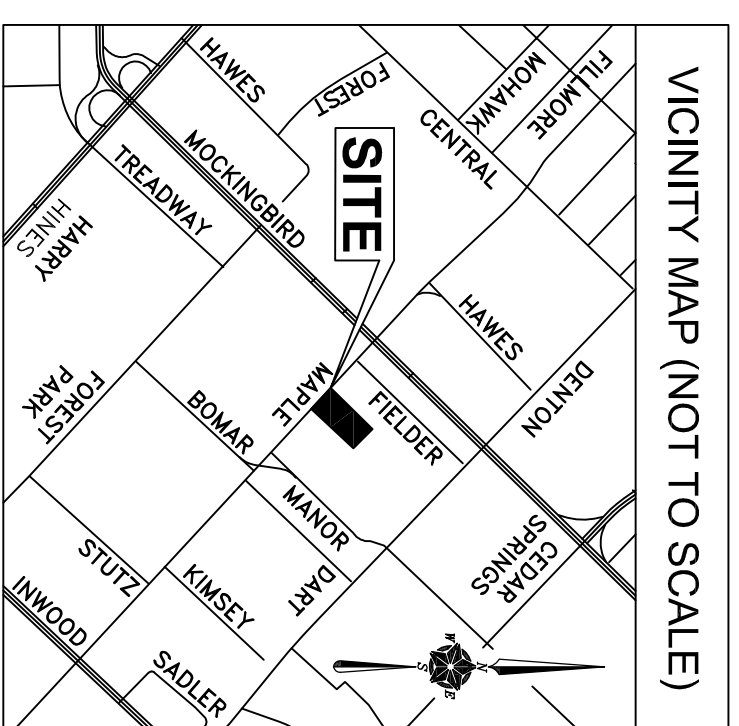 VICINITY MAP (NOT TO SCALE)
FILLMORE
MOHAWK
CENTRAL
FOREST
HAWES
MOCKINGBIRD
TREADWAY
HARRY
HINES
SITE
HAWES
DENTON
MAPLE
FIELDER
FOREST
PARK
BOMAR
MANOR
CEDAR
SPRINGS
DART
STUTZ
KIMSEY
INWOOD
SADLER
N
W
E
S